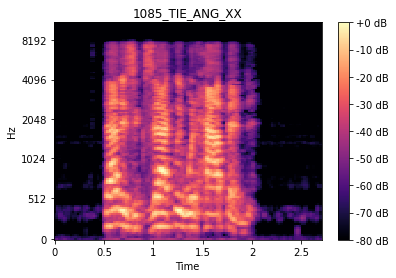 1085_TIE_ANG_XX
+0 dB
8192
-10 dB
4096
-20 dB
-30 dB
Hz
2048
-40 dB
1024
-50 dB
512
-60 dB
-70 dB
0
-80 dB
0 0.5 1 1.5 2 2.5
Time